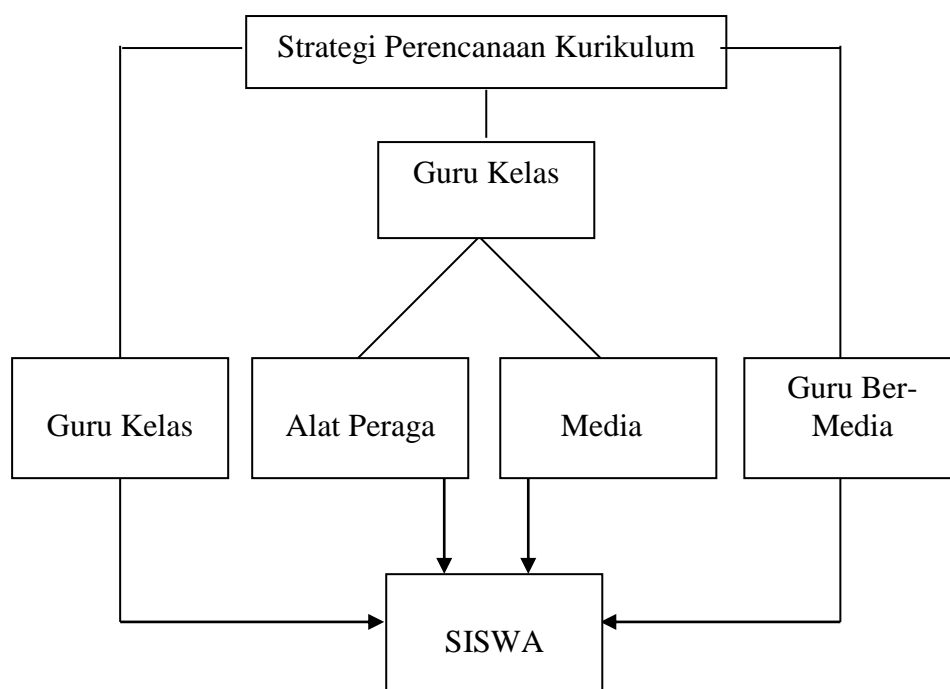 Strategi Perencanaan Kurikulum
Guru Kelas
Guru Kelas
Alat Peraga
Media
Guru Ber-
Media
SISWA